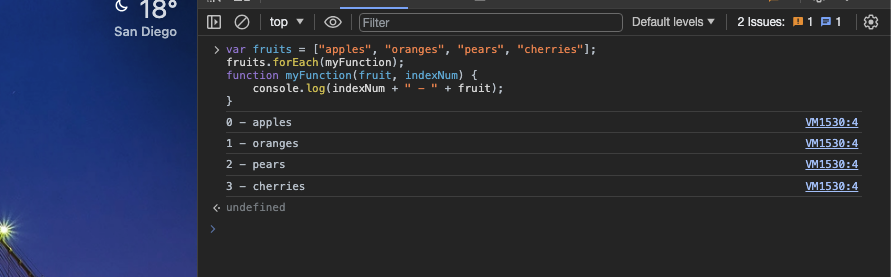 18°
San Diego
top ▼
Filter
Default levels ▼
2 Issues: 1 1
var fruits = ["apples", "oranges", "pears", "cherries"];
fruits.forEach(myFunction);
function myFunction(fruit, indexNum) {
    console.log(indexNum + " - " + fruit);
}
0 - apples VM1530:4
1 - oranges VM1530:4
2 - pears VM1530:4
3 - cherries VM1530:4
undefined